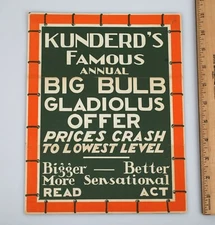 KUNDERD'S
FAMOUS
ANNUAL
BIG BULB
GLADIOLUS
OFFER
PRICES CRASH
TO LOWEST LEVEL
Bigger — Better
More Sensational
READ ACT